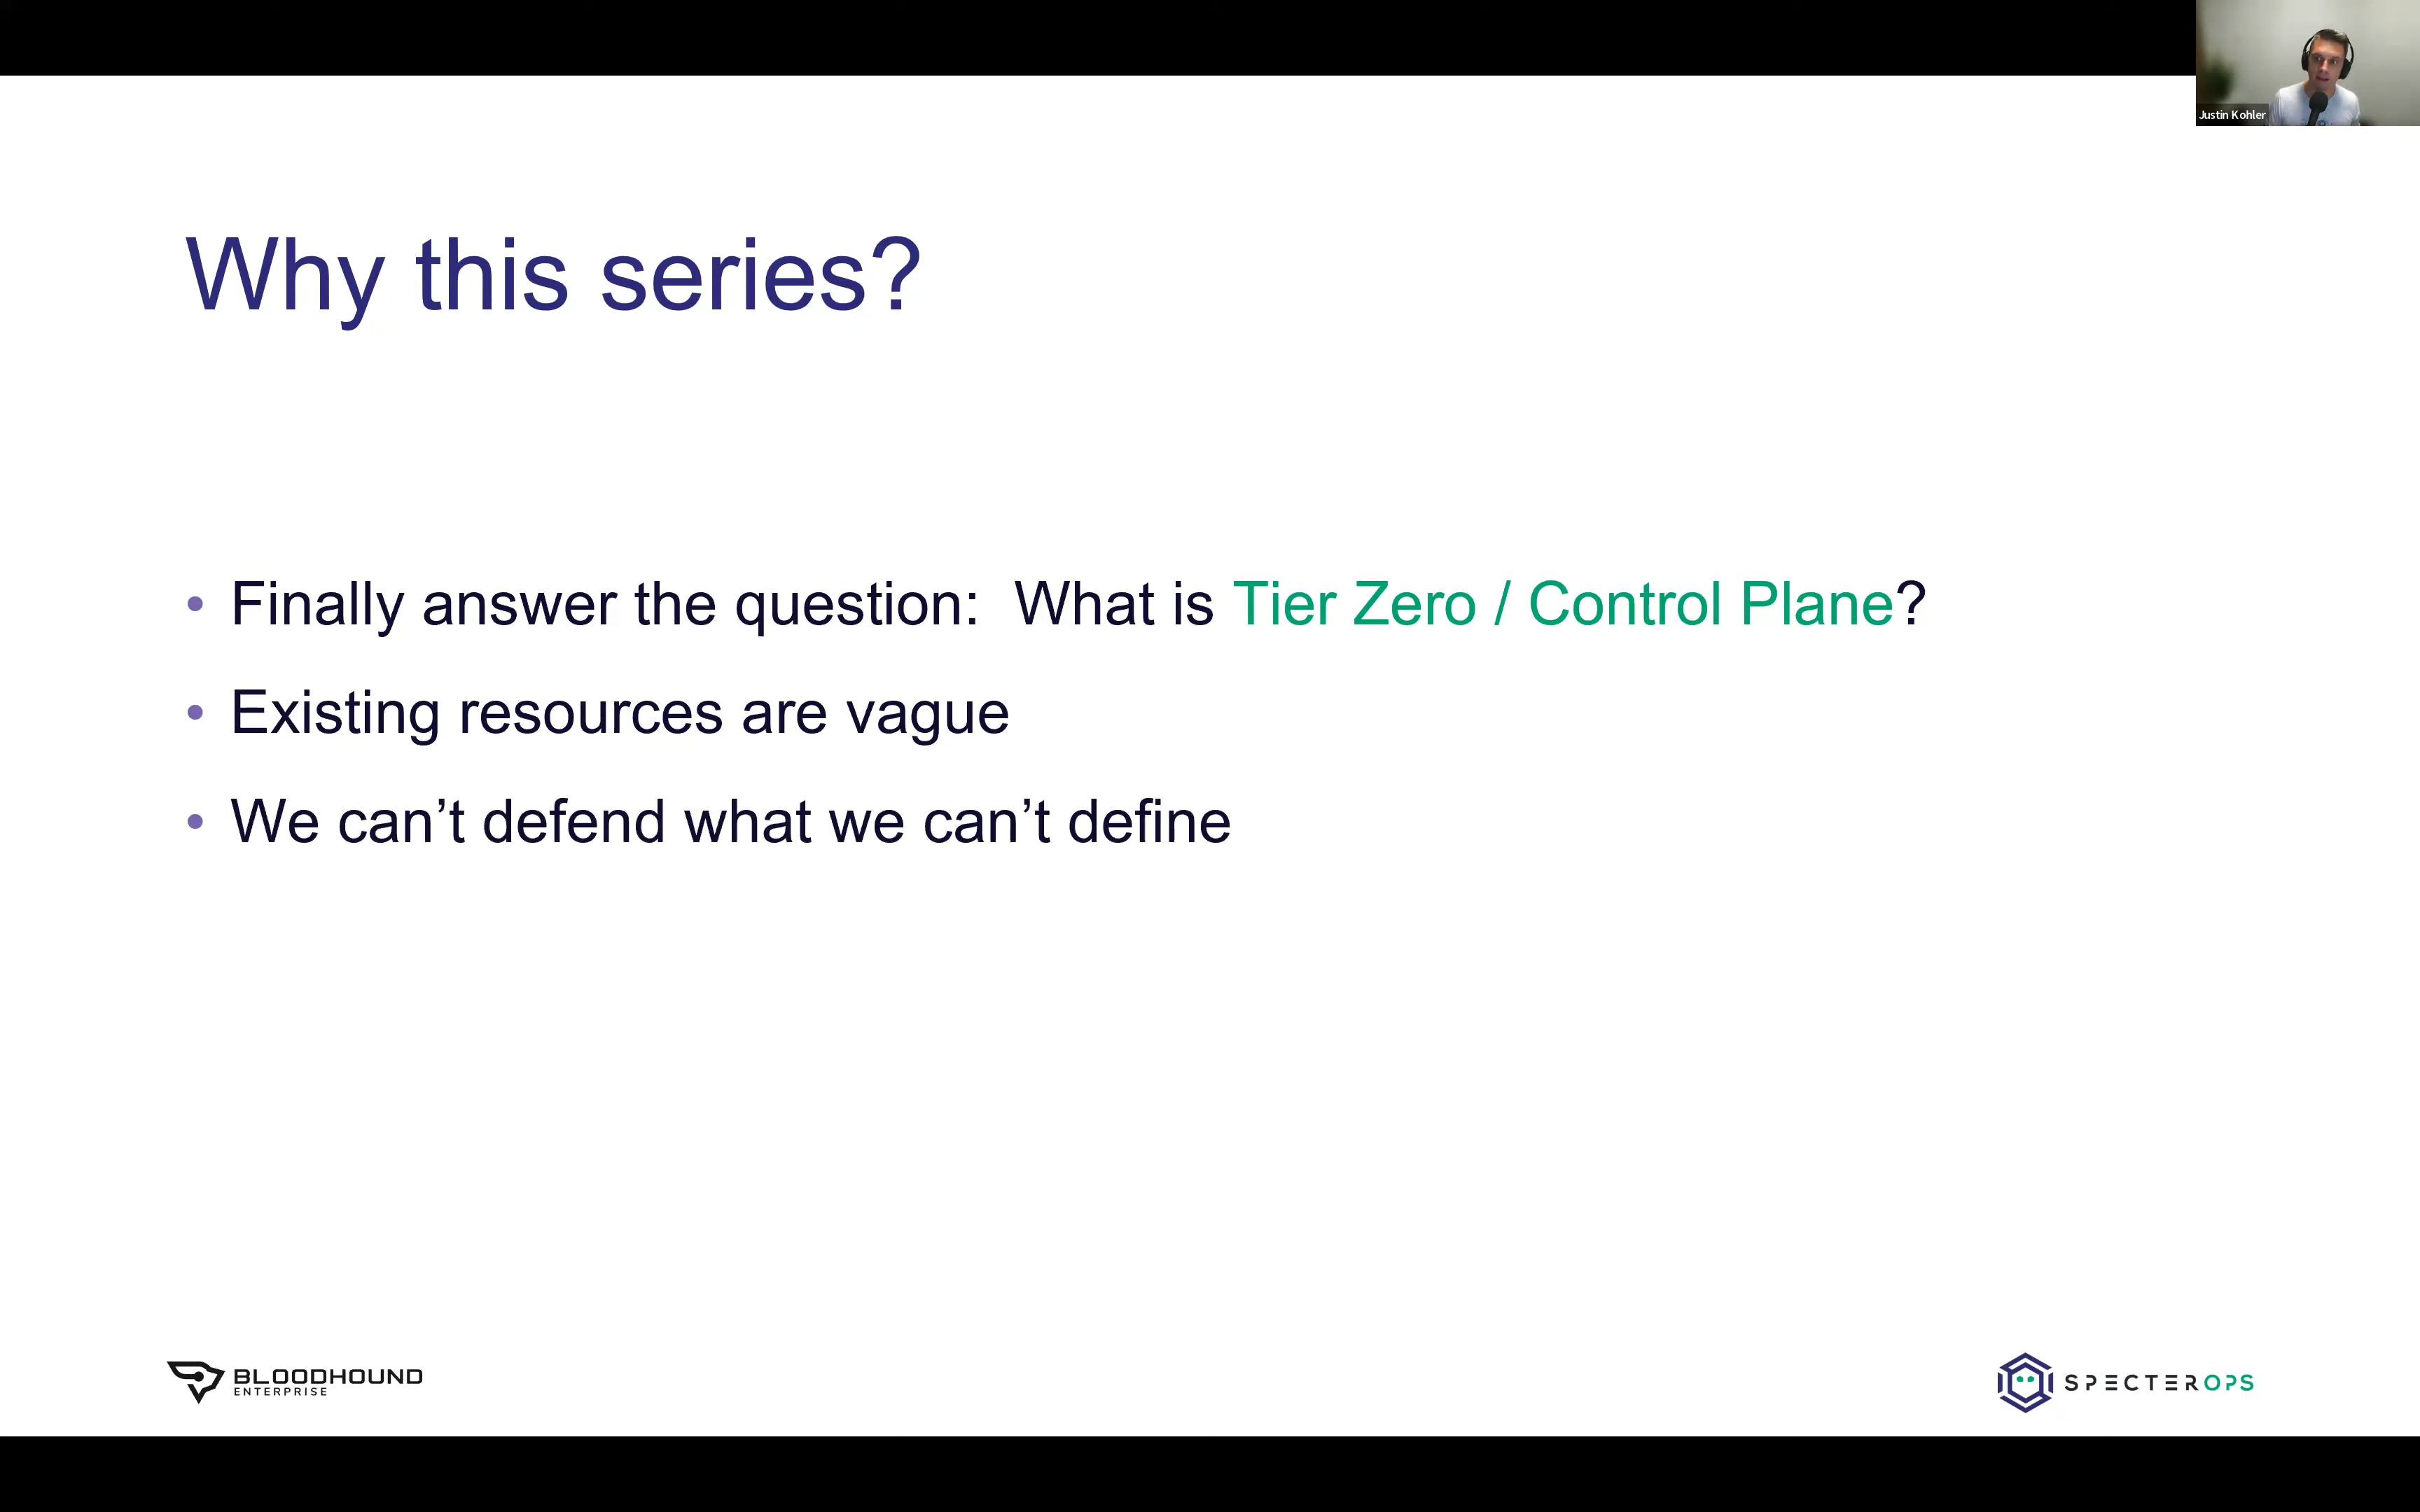 Justin Kohler
Why this series?
• Finally answer the question:  What is Tier Zero / Control Plane?
• Existing resources are vague
• We can’t defend what we can’t define
BLOODHOUND
ENTERPRISE
SPECTEROPS